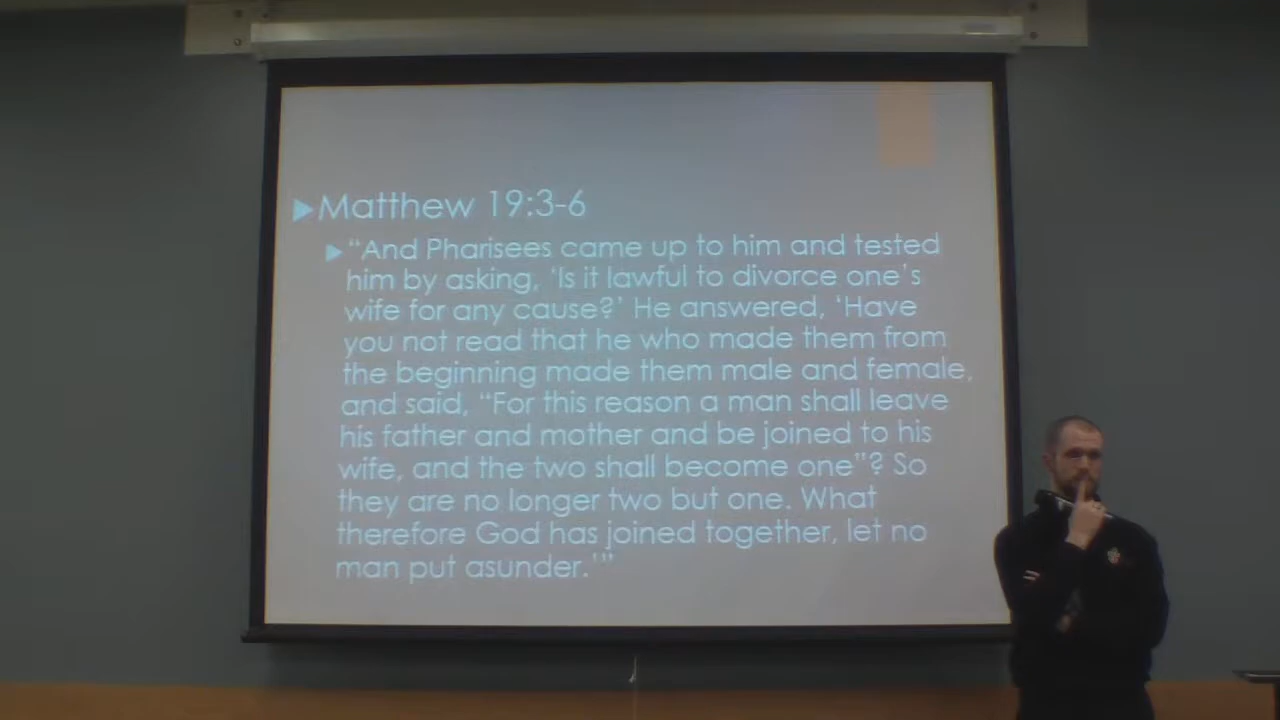 Matthew 19:3-6
“And Pharisees came up to him and tested
him by asking, ‘Is it lawful to divorce one’s
wife for any cause?’ He answered, ‘Have
you not read that he who made them from
the beginning made them male and female,
and said, “For this reason a man shall leave
his father and mother and be joined to his
wife, and the two shall become one”? So
they are no longer two but one. What
therefore God has joined together, let no
man put asunder.’”